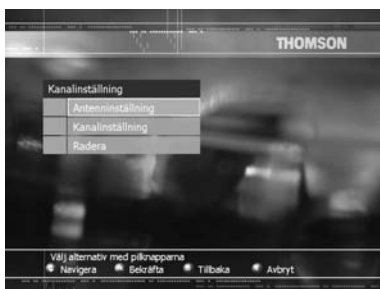 THOMSON
Kanalinställning
Antenninställning
Kanalinställning
Radera
Välj alternativ med pilknapparna
Navigera Bekräfta Tillbaka Avbryt